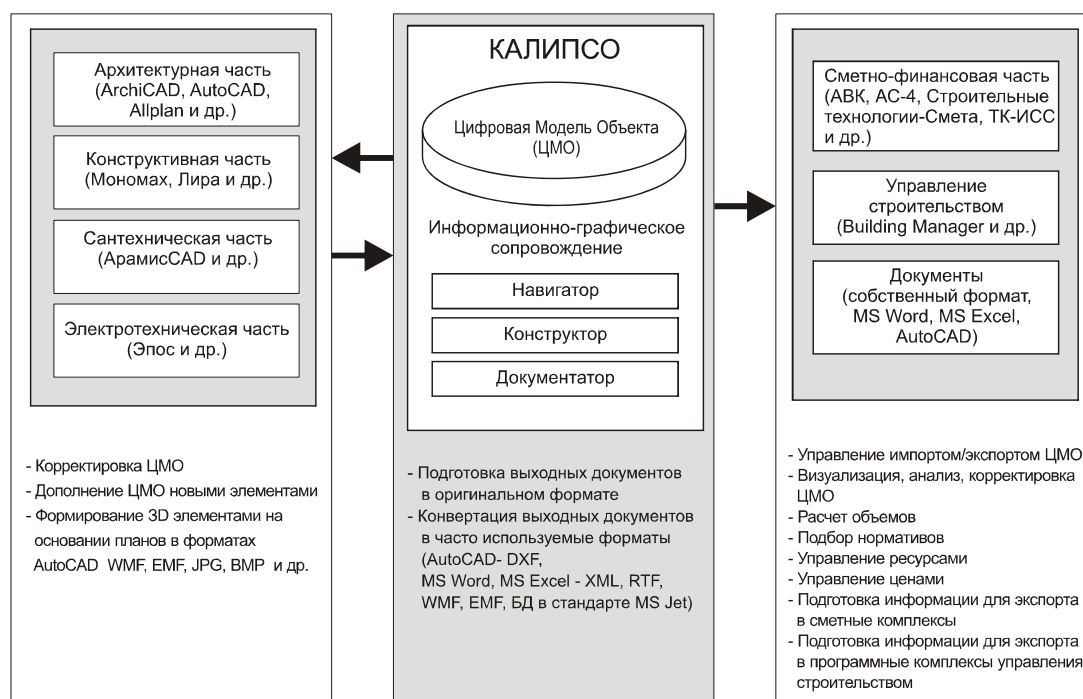 Архитектурная часть
(ArchiCAD, AutoCAD,
Allplan и др.)
Конструктивная часть
(Мономах, Лира и др.)
Сантехническая часть
(АрамисCAD и др.)
Электротехническая часть
(Эпос и др.)
- Корректировка ЦМО
- Дополнение ЦМО новыми элементами
- Формирование 3D элементами на
основании планов в форматах
AutoCAD WMF, EMF, JPG, BMP и др.
КАЛИПСО
Цифровая Модель Объекта
(ЦМО)
Информационно-графическое
сопровождение
Навигатор
Конструктор
Документатор
- Подготовка выходных документов
в оригинальном формате
- Конвертация выходных документов
в часто используемые форматы
(AutoCAD- DXF,
MS Word, MS Excel - XML, RTF,
WMF, EMF, БД в стандарте MS Jet)
Сметно-финансовая часть
(АВК, АС-4, Строительные
технологии-Смета, ТК-ИСС
и др.)
Управление
строительством
(Building Manager и др.)
Документы
(собственный формат,
MS Word, MS Excel,
AutoCAD)
- Управление импортом/экспортом ЦМО
- Визуализация, анализ, корректировка
ЦМО
- Расчет объемов
- Подбор нормативов
- Управление ресурсами
- Управление ценами
- Подготовка информации для экспорта
в сметные комплексы
- Подготовка информации для экспорта
в программные комплексы управления
строительством